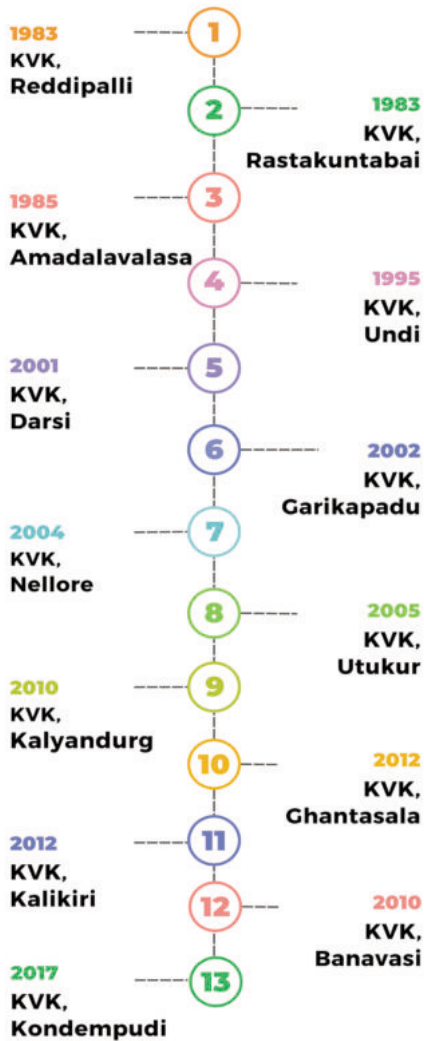 1
1983
KVK,
Reddipalli
2
1983
KVK,
Rastakuntabai
3
1985
KVK,
Amadalavalasa
4
1995
KVK,
Undi
5
2001
KVK,
Darsi
6
2002
KVK,
Garikapadu
7
2004
KVK,
Nellore
8
2005
KVK,
Utukur
9
2010
KVK,
Kalyandurg
10
2012
KVK,
Ghantasala
11
2012
KVK,
Kalikiri
12
2010
KVK,
Banavasi
13
2017
KVK,
Kondempudi